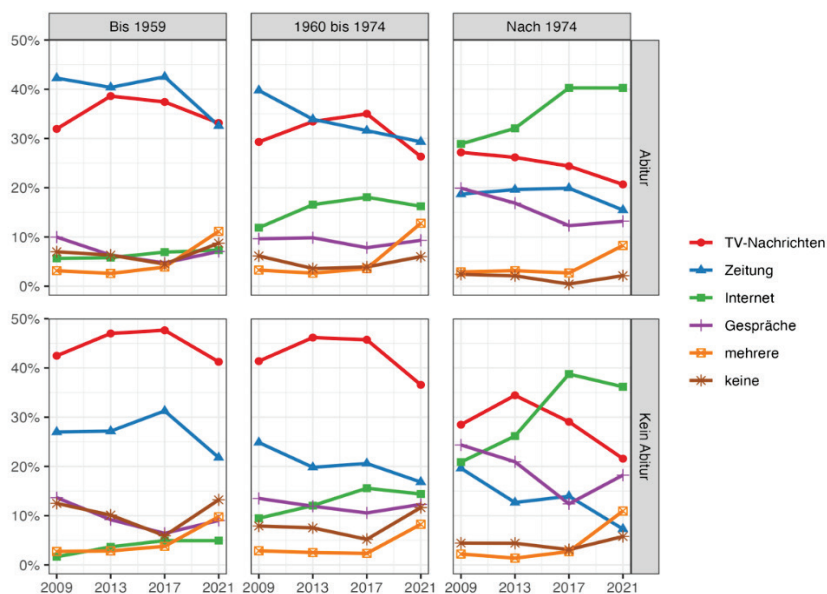 Bis 1959
1960 bis 1974
Nach 1974
50%
40%
30%
20%
10%
0%
Abitur
50%
40%
30%
20%
10%
0%
Kein Abitur
2009 2013 2017 2021
2009 2013 2017 2021
2009 2013 2017 2021
TV-Nachrichten
Zeitung
Internet
Gespräche
mehrere
keine